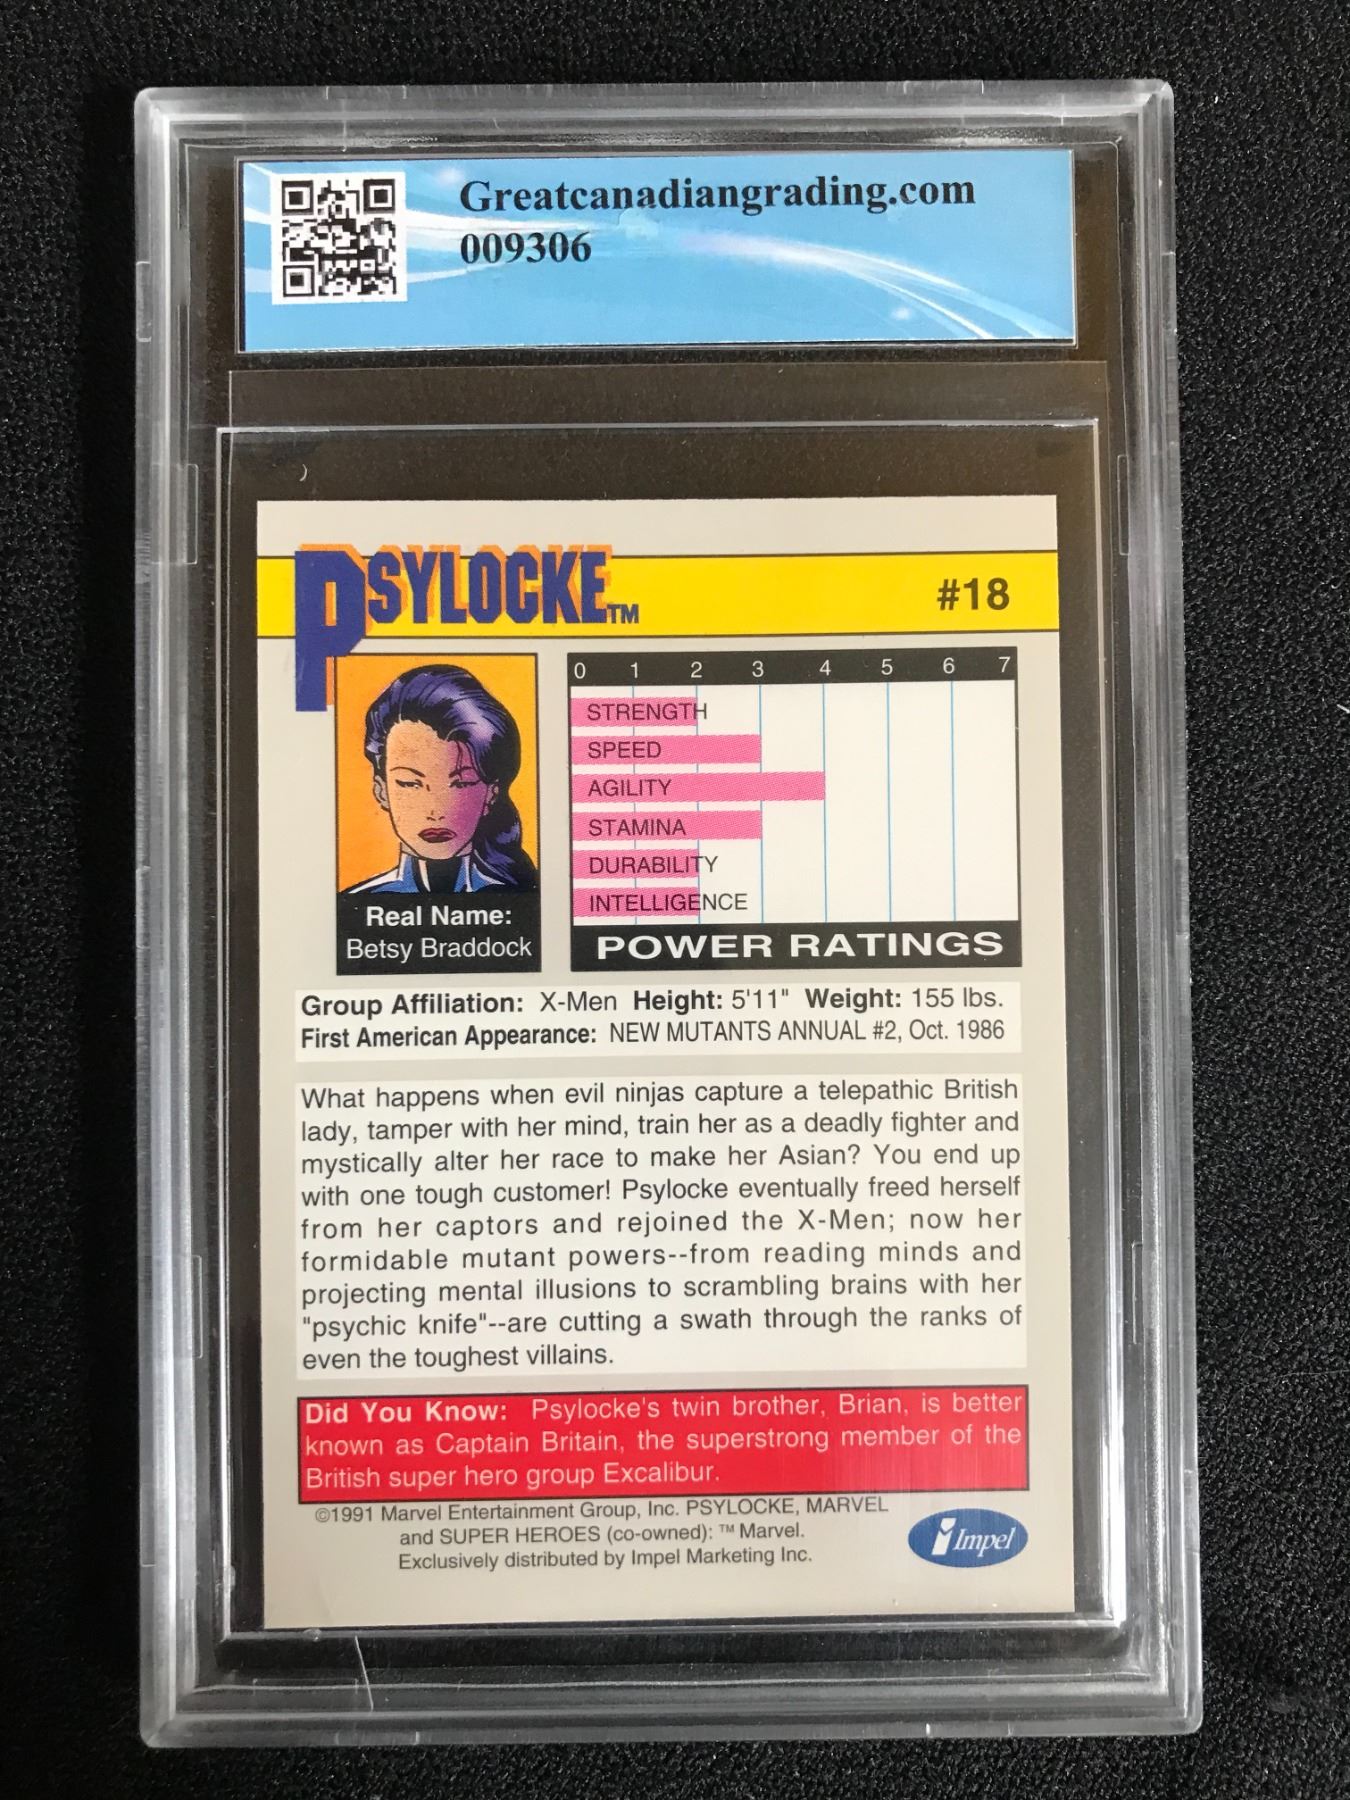 Greatcanadiangrading.com
009306
PSYLOCKE™
#18
0 1 2 3 4 5 6 7
STRENGTH
SPEED
AGILITY
STAMINA
DURABILITY
INTELLIGENCE
POWER RATINGS
Real Name:
Betsy Braddock
Group Affiliation: X-Men Height: 5'11" Weight: 155 lbs.
First American Appearance: NEW MUTANTS ANNUAL #2, Oct. 1986
What happens when evil ninjas capture a telepathic British
lady, tamper with her mind, train her as a deadly fighter and
mystically alter her race to make her Asian? You end up
with one tough customer! Psylocke eventually freed herself
from her captors and rejoined the X-Men; now her
formidable mutant powers--from reading minds and
projecting mental illusions to scrambling brains with her
"psychic knife"--are cutting a swath through the ranks of
even the toughest villains.
Did You Know: Psylocke's twin brother, Brian, is better
known as Captain Britain, the superstrong member of the
British super hero group Excalibur.
©1991 Marvel Entertainment Group, Inc. PSYLOCKE, MARVEL
and SUPER HEROES (co-owned): ™ Marvel.
Exclusively distributed by Impel Marketing Inc.
Impel